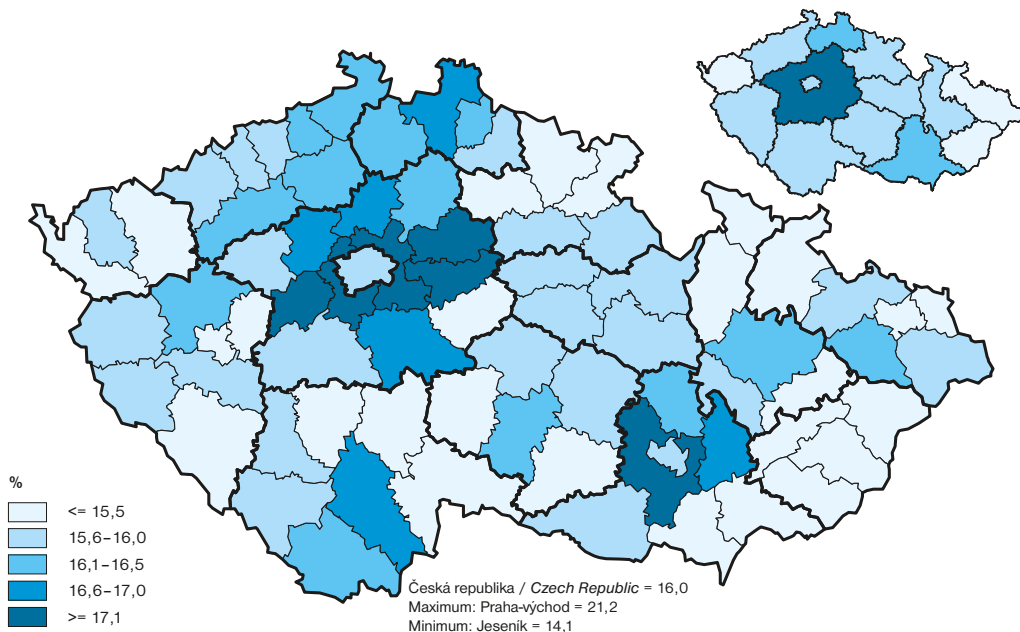 %
<= 15,5
15,6–16,0
16,1–16,5
16,6–17,0
>= 17,1
Česká republika / Czech Republic = 16,0
Maximum: Praha-východ = 21,2
Minimum: Jeseník = 14,1